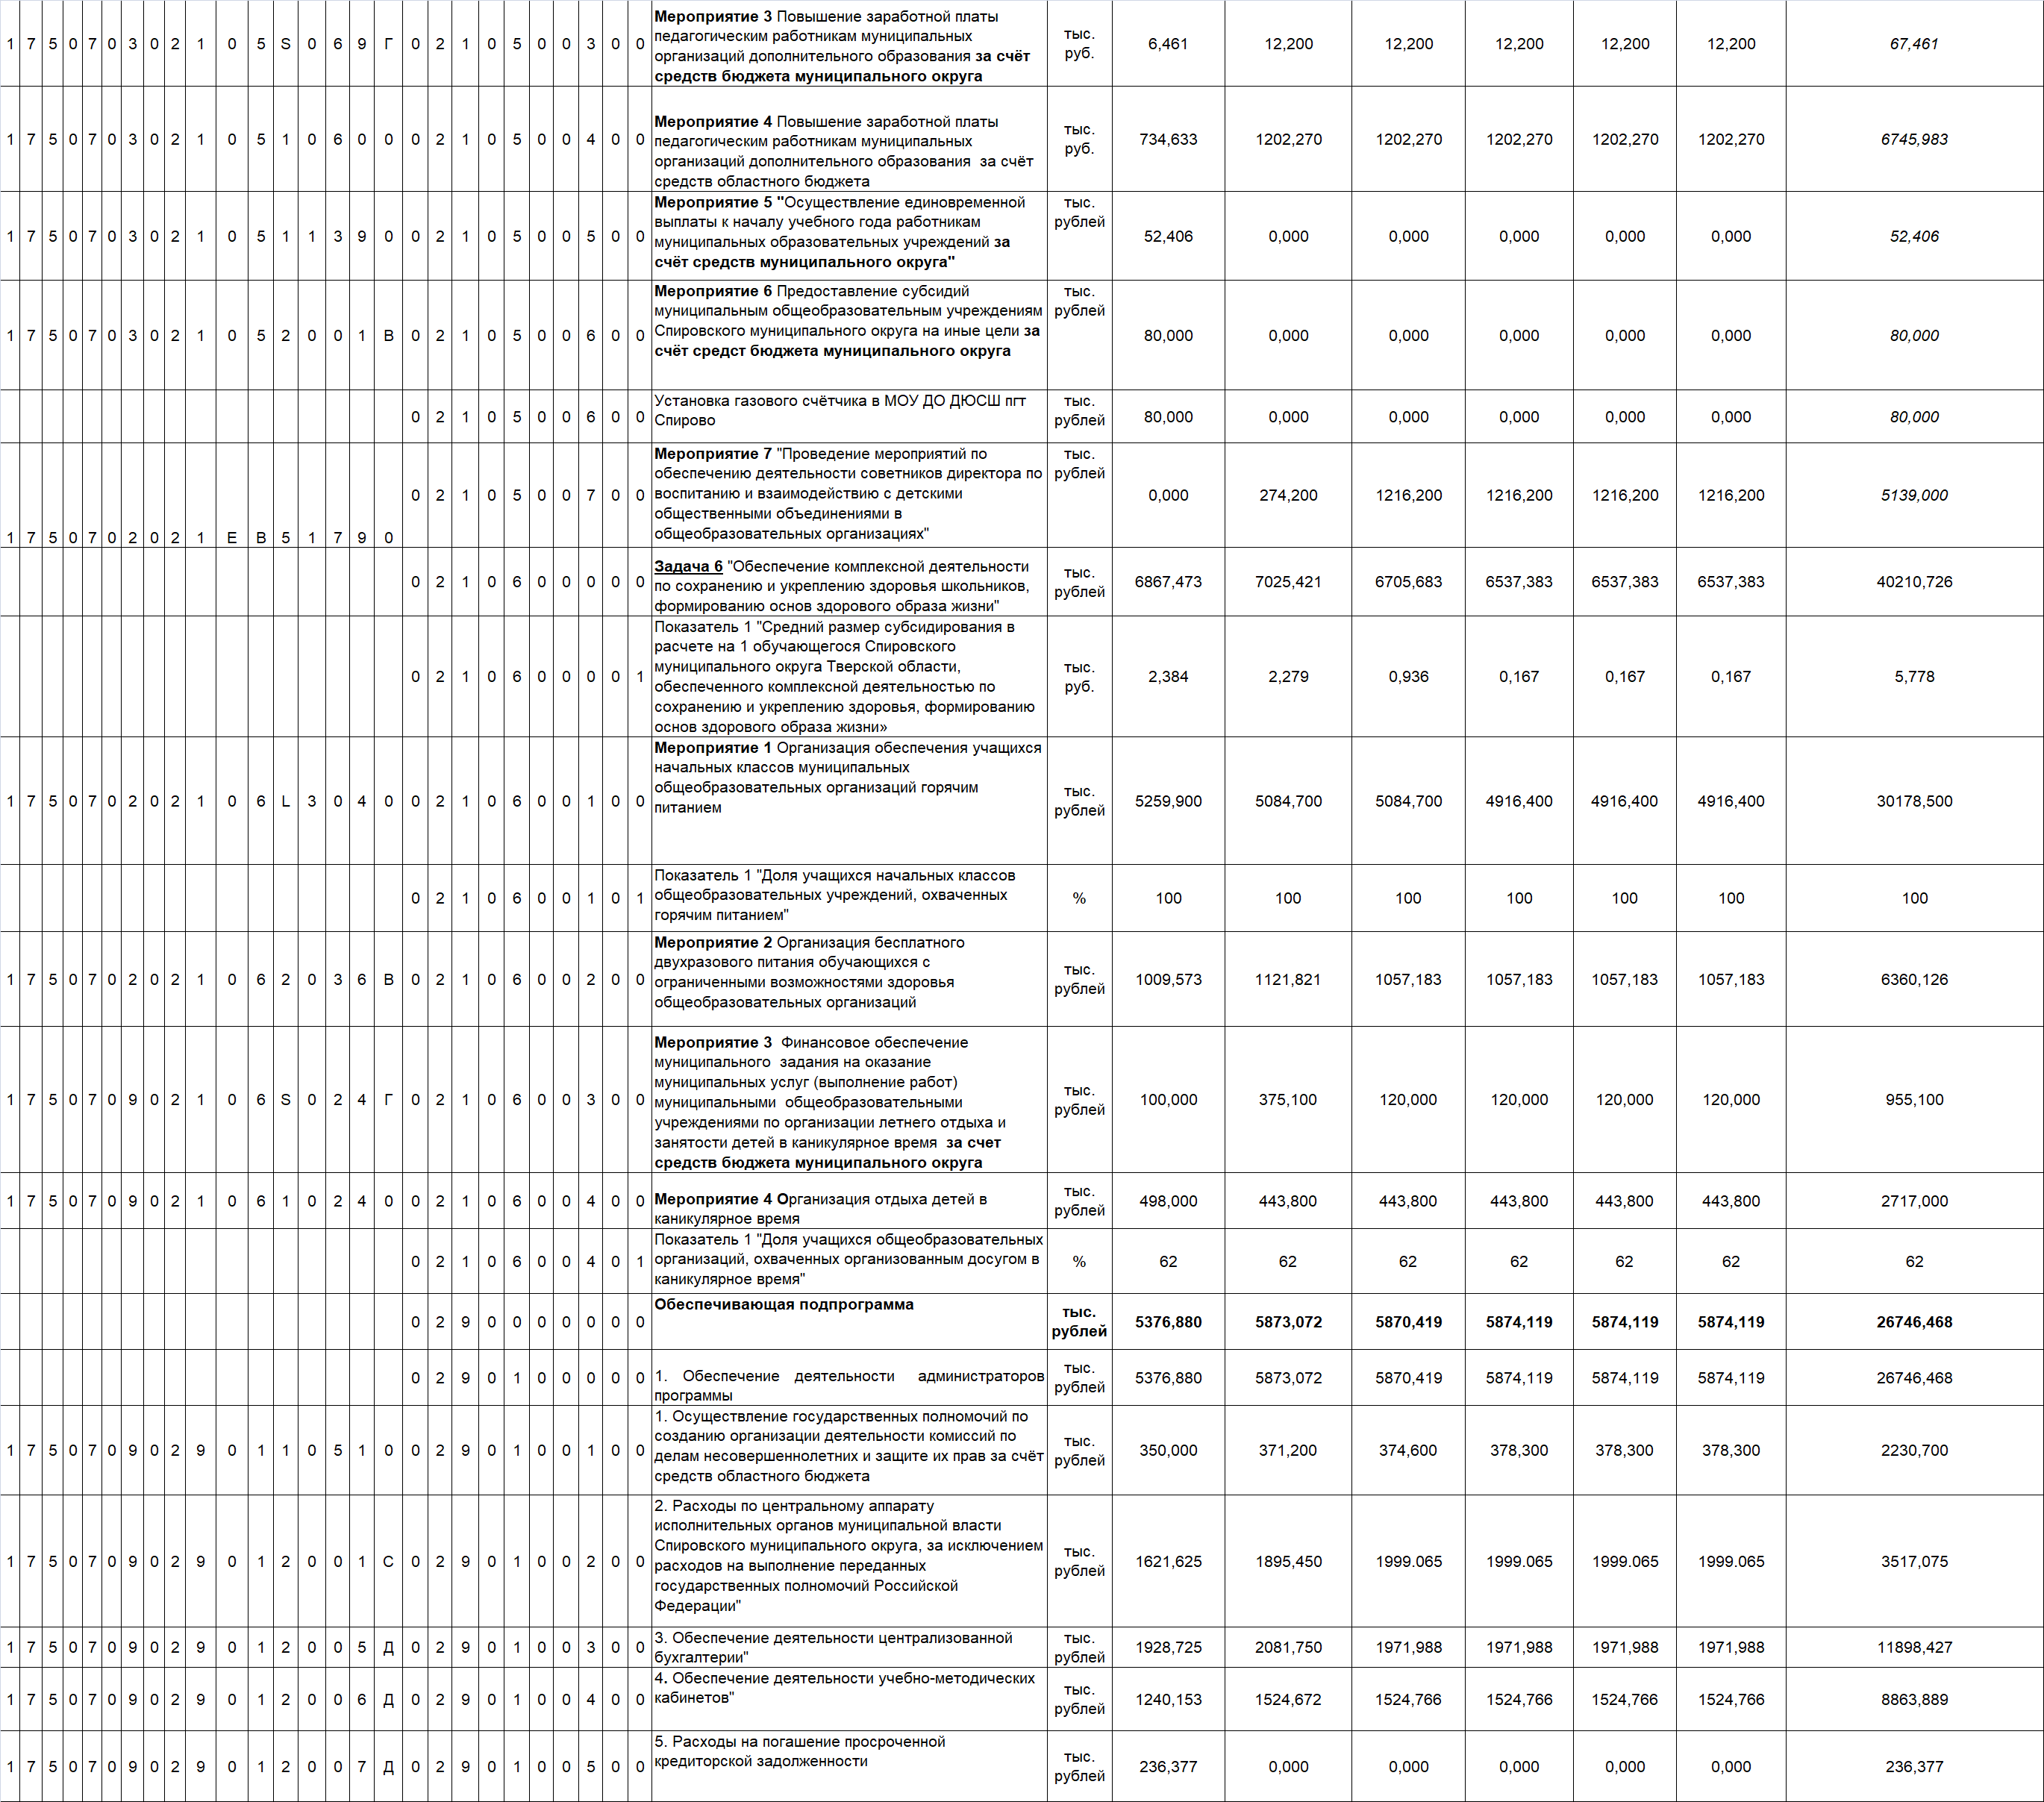 1 7 5 0 7 0 3 0 2 1 0 5 S 0 6 9 Г 0 2 1 0 5 0 0 3 0 0 Мероприятие 3 Повышение заработной платы
педагогическим работникам муниципальных
организаций дополнительного образования за счёт
средств бюджета муниципального округа
тыс.
руб.
6,461 12,200 12,200 12,200 12,200 12,200 67,461
1 7 5 0 7 0 3 0 2 1 0 5 1 0 6 0 0 0 2 1 0 5 0 0 4 0 0 Мероприятие 4 Повышение заработной платы
педагогическим работникам муниципальных
организаций дополнительного образования за счёт
средств областного бюджета
тыс.
руб.
734,633 1202,270 1202,270 1202,270 1202,270 1202,270 6745,983
1 7 5 0 7 0 3 0 2 1 0 5 1 1 3 9 0 0 2 1 0 5 0 0 5 0 0 Мероприятие 5 "Осуществление единовременной
выплаты к началу учебного года работникам
муниципальных образовательных учреждений за
счёт средств муниципального округа"
тыс.
рублей
52,406 0,000 0,000 0,000 0,000 0,000 52,406
1 7 5 0 7 0 3 0 2 1 0 5 2 0 0 1 В 0 2 1 0 5 0 0 6 0 0 Мероприятие 6 Предоставление субсидий
муниципальным общеобразовательным учреждениям
Спировского муниципального округа на иные цели за
счёт средст бюджета муниципального округа
тыс.
рублей
80,000 0,000 0,000 0,000 0,000 0,000 80,000
0 2 1 0 5 0 0 6 0 0 Установка газового счётчика в МОУ ДО ДЮСШ пгт
Спирово
тыс.
рублей
80,000 0,000 0,000 0,000 0,000 0,000 80,000
1 7 5 0 7 0 2 0 2 1 Е В 5 1 7 9 0 0 2 1 0 5 0 0 7 0 0 Мероприятие 7 "Проведение мероприятий по
обеспечению деятельности советников директора по
воспитанию и взаимодействию с детскими
общественными объединениями в
общеобразовательных организациях"
тыс.
рублей
0,000 274,200 1216,200 1216,200 1216,200 1216,200 5139,000
0 2 1 0 6 0 0 0 0 0 Задача 6 "Обеспечение комплексной деятельности
по сохранению и укреплению здоровья школьников,
формированию основ здорового образа жизни"
тыс.
рублей
6867,473 7025,421 6705,683 6537,383 6537,383 6537,383 40210,726
0 2 1 0 6 0 0 0 0 1 Показатель 1 "Средний размер субсидирования в
расчете на 1 обучающегося Спировского
муниципального округа Тверской области,
обеспеченного комплексной деятельностью по
сохранению и укреплению здоровья, формированию
основ здорового образа жизни»
тыс.
руб.
2,384 2,279 0,936 0,167 0,167 0,167 5,778
1 7 5 0 7 0 2 0 2 1 0 6 L 3 0 4 0 0 2 1 0 6 0 0 1 0 0 Мероприятие 1 Организация обеспечения учащихся
начальных классов муниципальных
общеобразовательных организаций горячим
питанием
тыс.
рублей
5259,900 5084,700 5084,700 4916,400 4916,400 4916,400 30178,500
0 2 1 0 6 0 0 1 0 1 Показатель 1 "Доля учащихся начальных классов
общеобразовательных учреждений, охваченных
горячим питанием"
% 100 100 100 100 100 100 100
1 7 5 0 7 0 2 0 2 1 0 6 2 0 3 6 В 0 2 1 0 6 0 0 2 0 0 Мероприятие 2 Организация бесплатного
двухразового питания обучающихся с
ограниченными возможностями здоровья
общеобразовательных организаций
тыс.
рублей
1009,573 1121,821 1057,183 1057,183 1057,183 1057,183 6360,126
1 7 5 0 7 0 9 0 2 1 0 6 S 0 2 4 Г 0 2 1 0 6 0 0 3 0 0 Мероприятие 3 Финансовое обеспечение
муниципального задания на оказание
муниципальных услуг (выполнение работ)
муниципальными общеобразовательными
учреждениями по организации летнего отдыха и
занятости детей в каникулярное время за счет
средств бюджета муниципального округа
тыс.
рублей
100,000 375,100 120,000 120,000 120,000 120,000 955,100
1 7 5 0 7 0 9 0 2 1 0 6 1 0 2 4 0 0 2 1 0 6 0 0 4 0 0 Мероприятие 4 Организация отдыха детей в
каникулярное время
тыс.
рублей
498,000 443,800 443,800 443,800 443,800 443,800 2717,000
0 2 1 0 6 0 0 4 0 1 Показатель 1 "Доля учащихся общеобразовательных
организаций, охваченных организованным досугом в
каникулярное время"
% 62 62 62 62 62 62 62
0 2 9 0 0 0 0 0 0 0 Обеспечивающая подпрограмма
тыс.
рублей
5376,880 5873,072 5870,419 5874,119 5874,119 5874,119 26746,468
0 2 9 0 1 0 0 0 0 0 1. Обеспечение деятельности администраторов
программы
тыс.
рублей
5376,880 5873,072 5870,419 5874,119 5874,119 5874,119 26746,468
1 7 5 0 7 0 9 0 2 9 0 1 1 0 5 1 0 0 2 9 0 1 0 0 1 0 0 1. Осуществление государственных полномочий по
созданию организации деятельности комиссий по
делам несовершеннолетних и защите их прав за счёт
средств областного бюджета
тыс.
рублей
350,000 371,200 374,600 378,300 378,300 378,300 2230,700
1 7 5 0 7 0 9 0 2 9 0 1 2 0 0 1 С 0 2 9 0 1 0 0 2 0 0 2. Расходы по центральному аппарату
исполнительных органов муниципальной власти
Спировского муниципального округа, за исключением
расходов на выполнение переданных
государственных полномочий Российской
Федерации"
тыс.
рублей
1621,625 1895,450 1999.065 1999.065 1999.065 1999.065 3517,075
1 7 5 0 7 0 9 0 2 9 0 1 2 0 0 5 Д 0 2 9 0 1 0 0 3 0 0 3. Обеспечение деятельности централизованной
бухгалтерии"
тыс.
рублей
1928,725 2081,750 1971,988 1971,988 1971,988 1971,988 11898,427
1 7 5 0 7 0 9 0 2 9 0 1 2 0 0 6 Д 0 2 9 0 1 0 0 4 0 0 4. Обеспечение деятельности учебно-методических
кабинетов"
тыс.
рублей
1240,153 1524,672 1524,766 1524,766 1524,766 1524,766 8863,889
1 7 5 0 7 0 9 0 2 9 0 1 2 0 0 7 Д 0 2 9 0 1 0 0 5 0 0 5. Расходы на погашение просроченной
кредиторской задолженности
тыс.
рублей
236,377 0,000 0,000 0,000 0,000 0,000 236,377